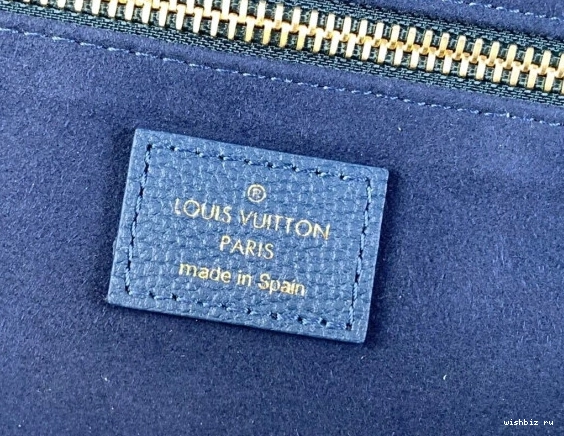 ®
LOUIS VUITTON
PARIS
made in Spain
wishbiz ru